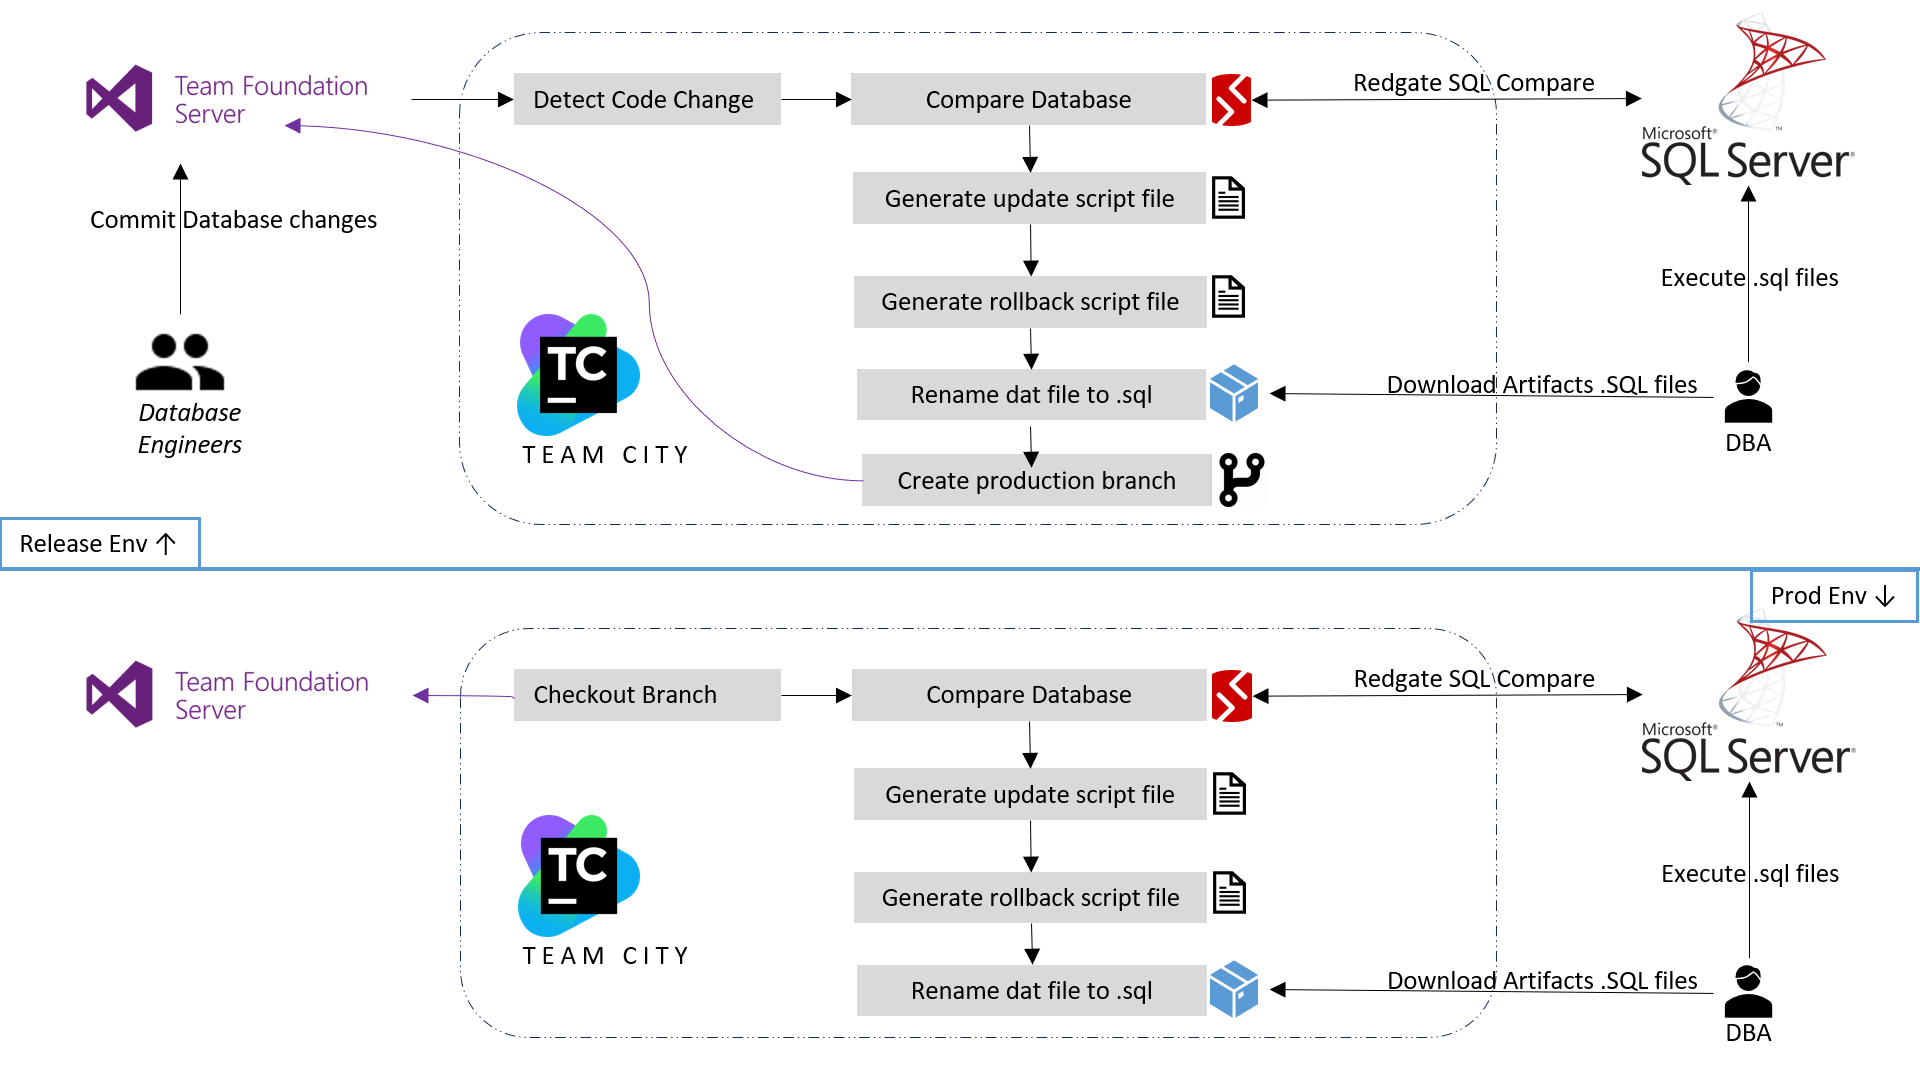 Team Foundation
Server
Detect Code Change
Compare Database
Redgate SQL Compare
Microsoft®
SQL Server®
Commit Database changes
Generate update script file
Generate rollback script file
Execute .sql files
TC
TEAM CITY
Rename dat file to .sql
Download Artifacts .SQL files
Database
Engineers
DBA
Create production branch
Release Env ↑
Prod Env ↓
Team Foundation
Server
Checkout Branch
Compare Database
Redgate SQL Compare
Microsoft®
SQL Server®
Generate update script file
Generate rollback script file
Execute .sql files
TC
TEAM CITY
Rename dat file to .sql
Download Artifacts .SQL files
DBA